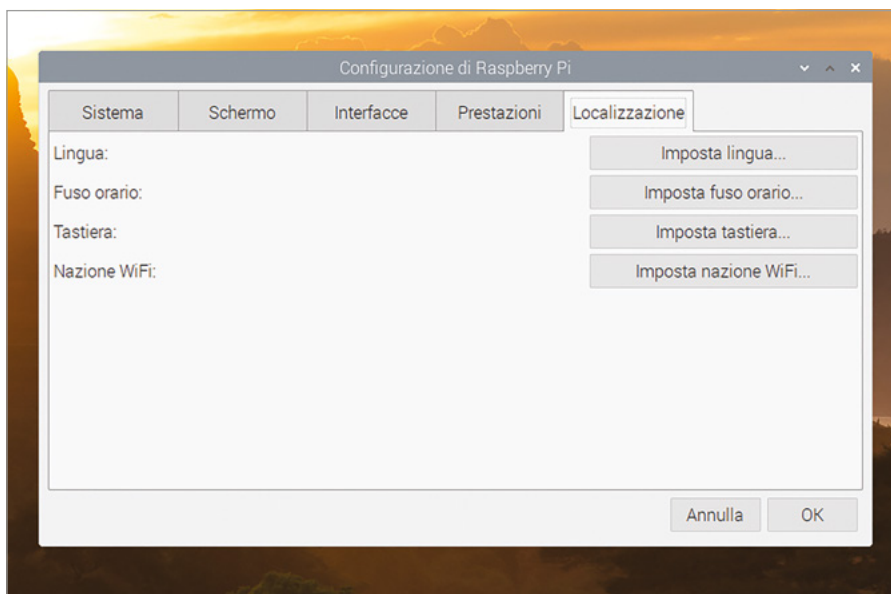 Configurazione di Raspberry Pi
Sistema Schermo Interfacce Prestazioni Localizzazione
Lingua: Imposta lingua...
Fuso orario: Imposta fuso orario...
Tastiera: Imposta tastiera...
Nazione WiFi: Imposta nazione WiFi...
Annulla OK